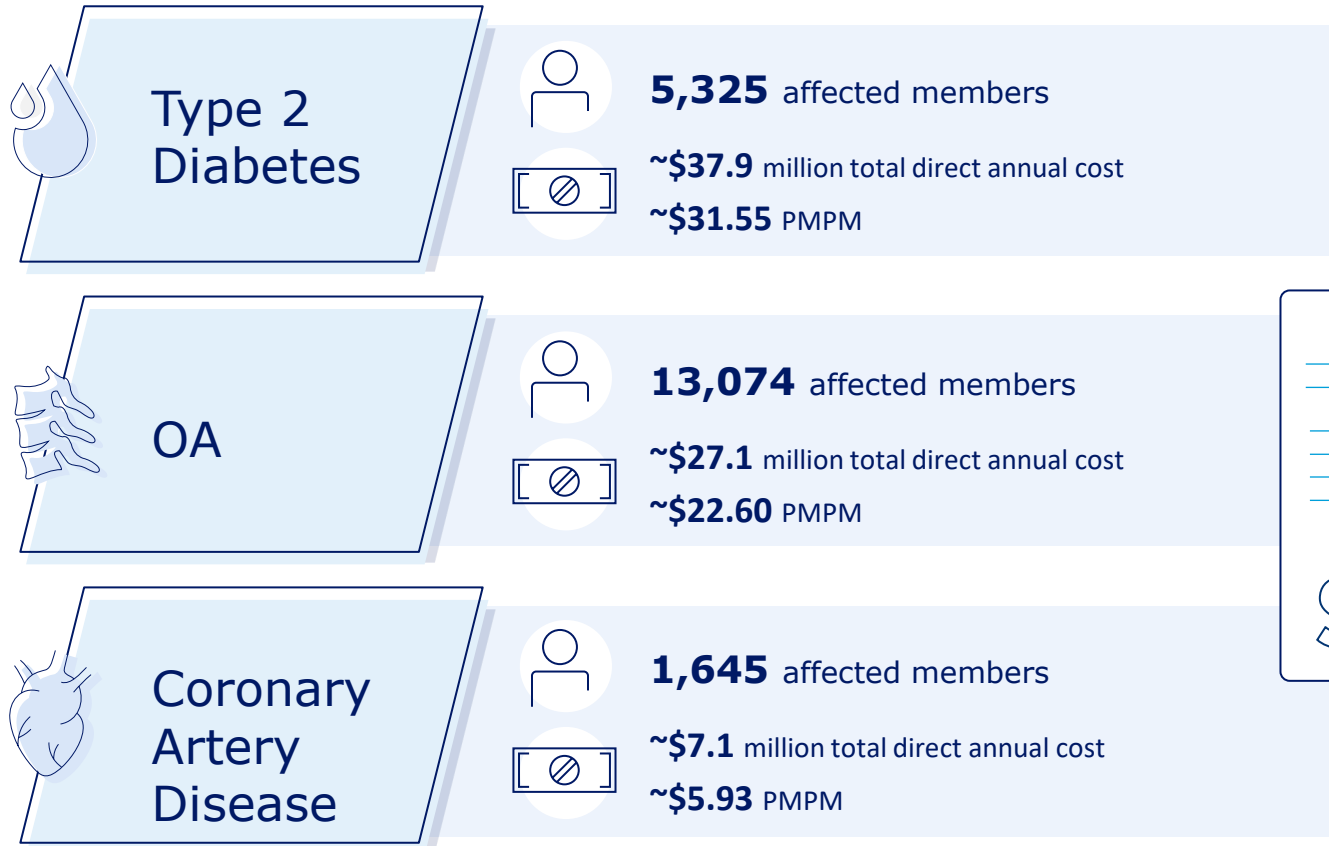 Type 2
Diabetes
5,325 affected members
~$37.9 million total direct annual cost
~$31.55 PMPM
OA
13,074 affected members
~$27.1 million total direct annual cost
~$22.60 PMPM
Coronary
Artery
Disease
1,645 affected members
~$7.1 million total direct annual cost
~$5.93 PMPM